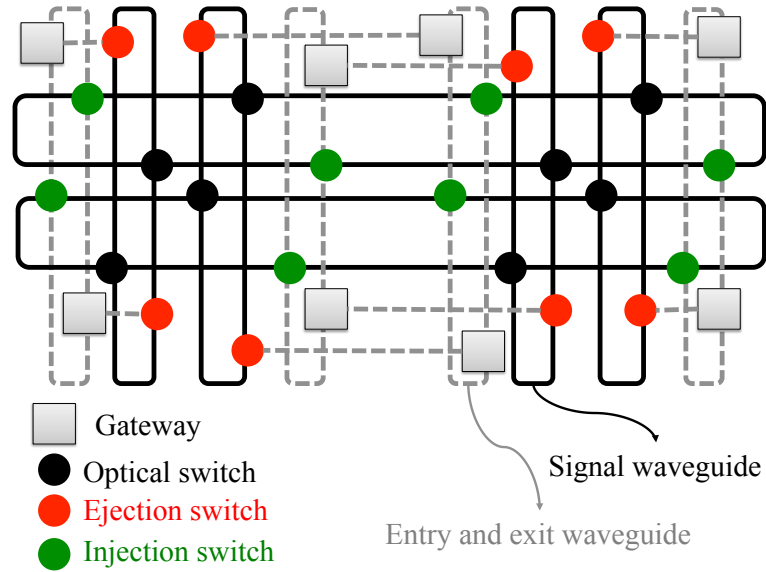 Gateway
Optical switch
Signal waveguide
Ejection switch
Entry and exit waveguide
Injection switch